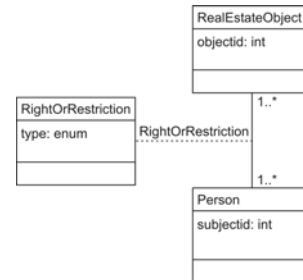 RealEstateObject
objectid: int
1..*
RightOrRestriction
type: enum
RightOrRestriction
1..*
Person
subjectid: int